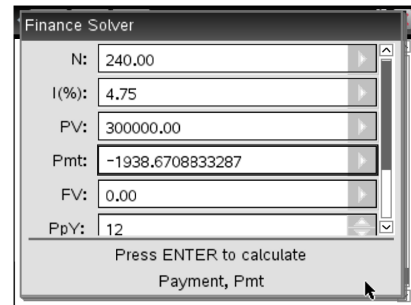 Finance Solver
N: 240.00
I(%): 4.75
PV: 300000.00
Pmt: -1938.6708833287
FV: 0.00
PpY: 12
Press ENTER to calculate
Payment, Pmt